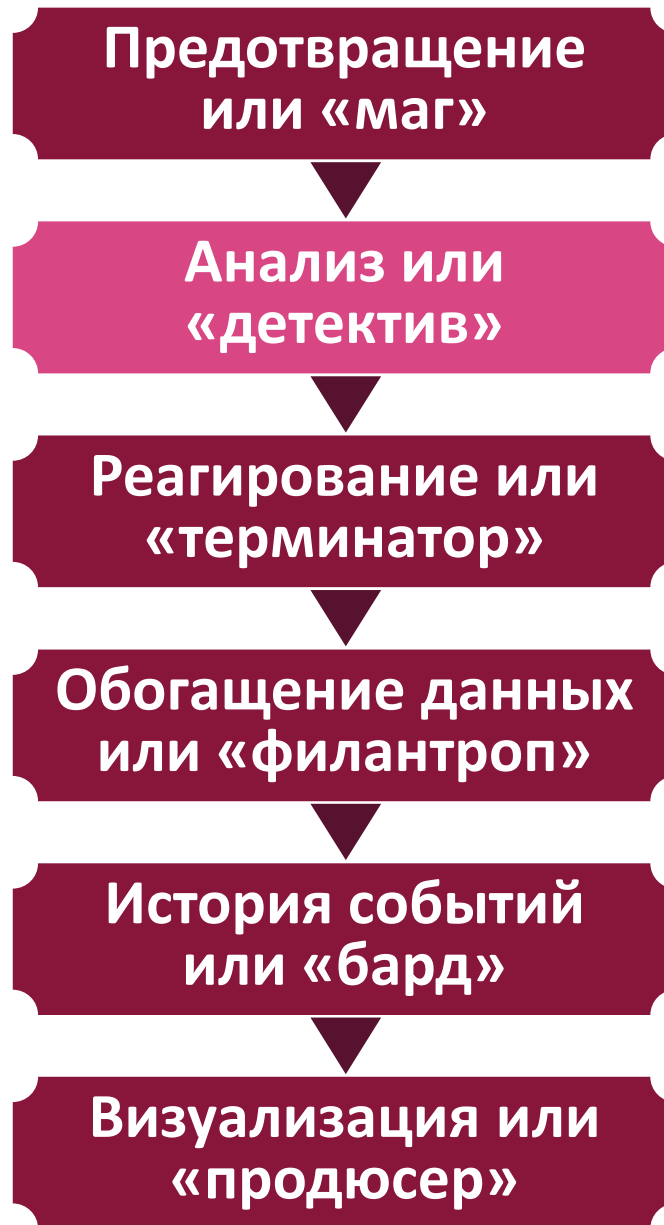 Предотвращение
или «маг»
Анализ или
«детектив»
Реагирование или
«терминатор»
Обогащение данных
или «филантроп»
История событий
или «бард»
Визуализация или
«продюсер»